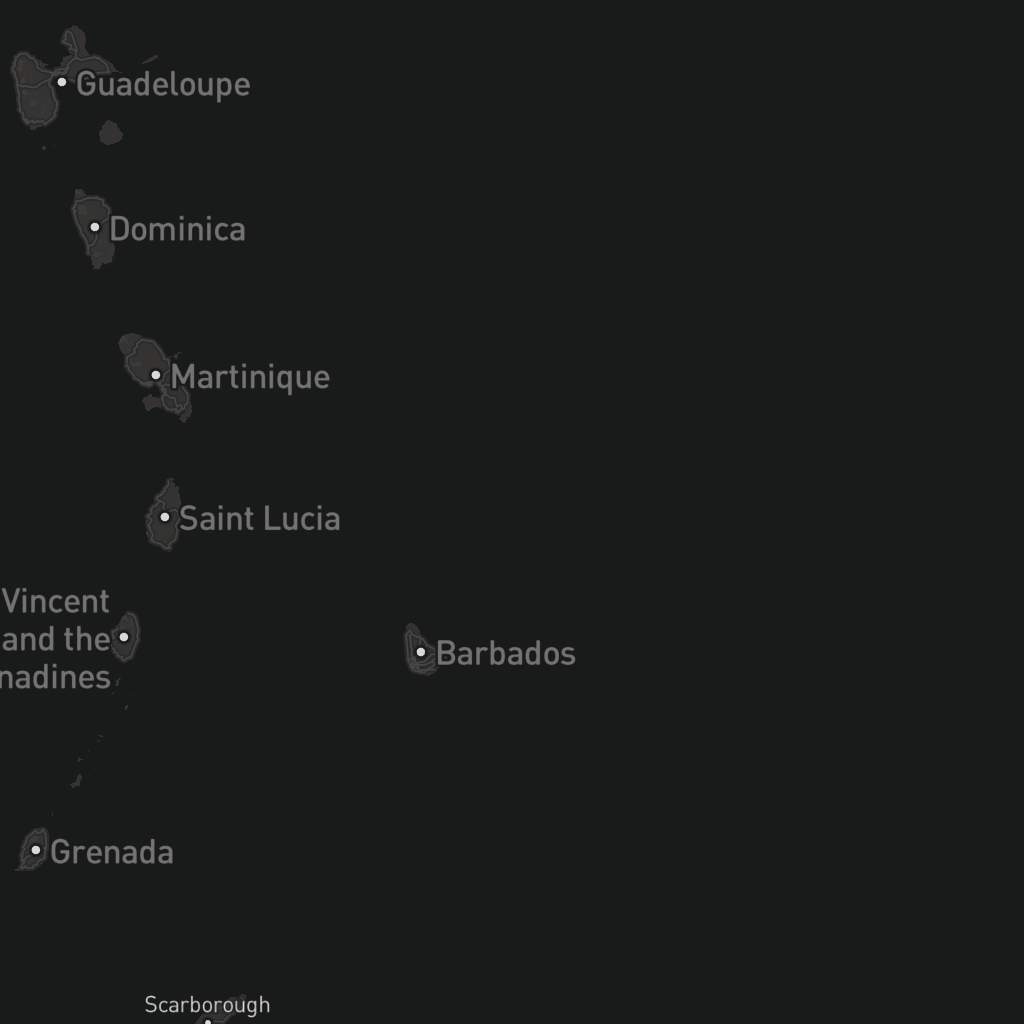 Guadeloupe
Dominica
Martinique
Saint Lucia
Vincent
and the
nadines
Barbados
Grenada
Scarborough